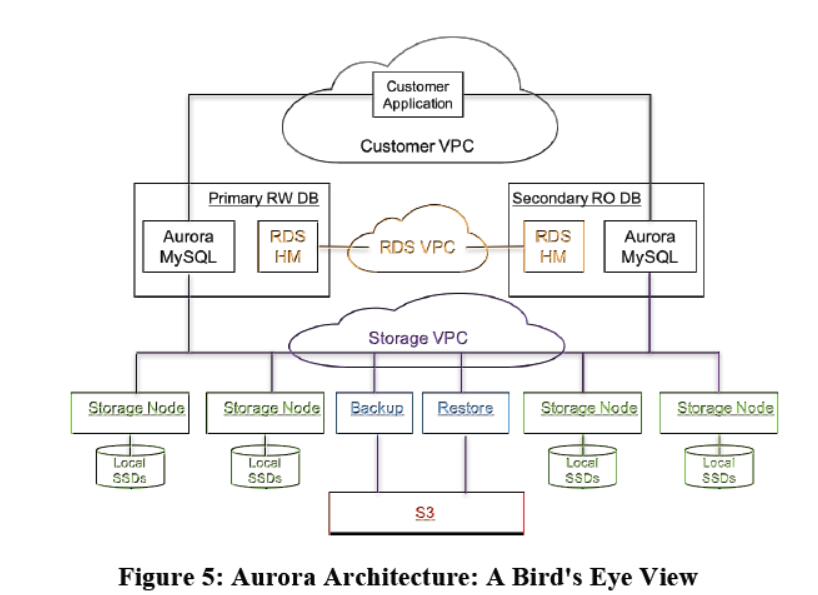 Customer
Application
Customer VPC
Primary RW DB
Secondary RO DB
Aurora
MySQL
RDS
HM
RDS VPC
RDS
HM
Aurora
MySQL
Storage VPC
Storage Node
Storage Node
Backup
Restore
Storage Node
Storage Node
Local
SSDs
Local
SSDs
Local
SSDs
Local
SSDs
S3
Figure 5: Aurora Architecture: A Bird's Eye View